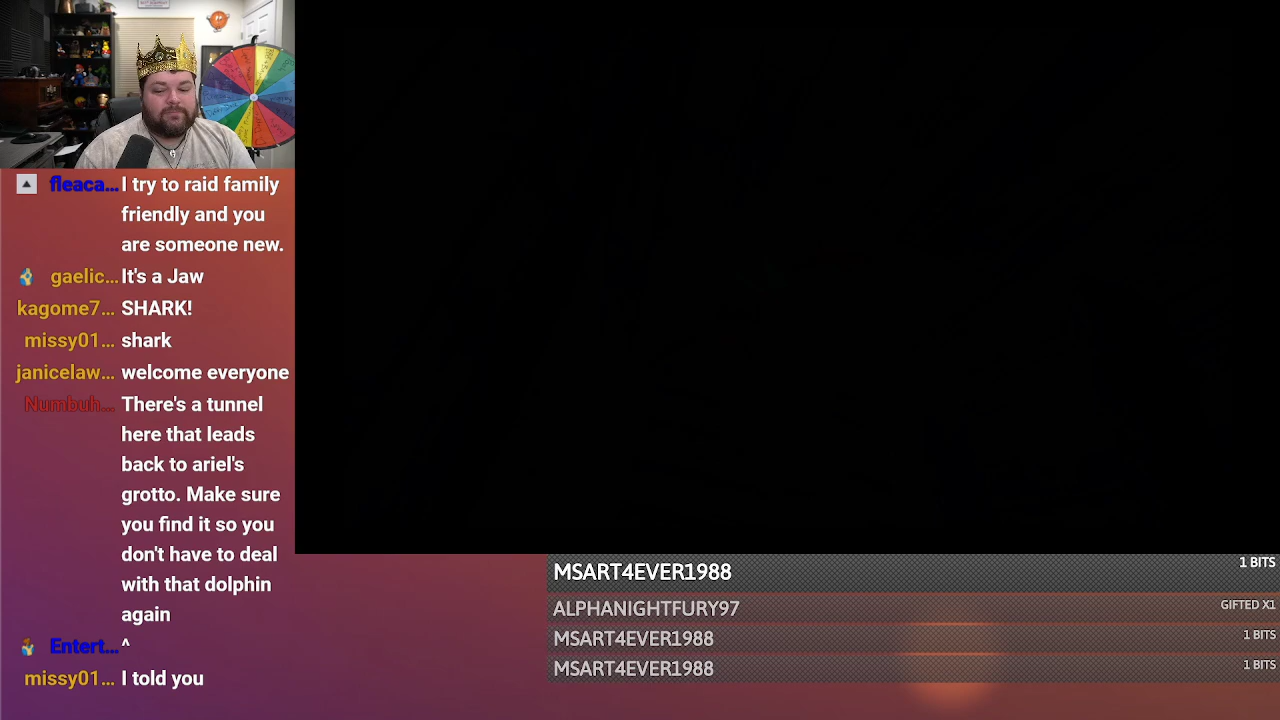 fleaca... I try to raid family
friendly and you
are someone new.
gaelic... It's a Jaw
kagome7... SHARK!
missy01... shark
janicelaw... welcome everyone
Numbuh... There's a tunnel
here that leads
back to ariel's
grotto. Make sure
you find it so you
don't have to deal
with that dolphin
again
Entert... ^
missy01... I told you
MSART4EVER1988 1 BITS
ALPHANIGHTFURY97 GIFTED X1
MSART4EVER1988 1 BITS
MSART4EVER1988 1 BITS